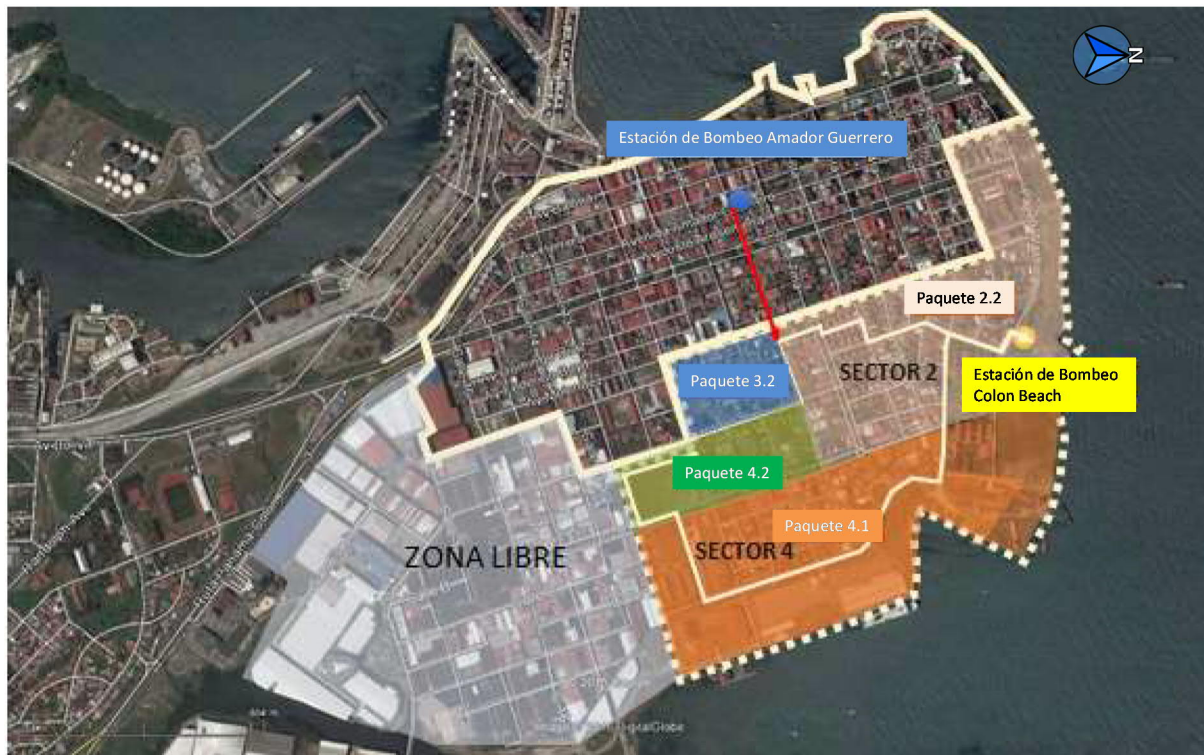 N
Estación de Bombeo Amador Guerrero
Paquete 2.2
Paquete 3.2
SECTOR 2
Estación de Bombeo
Colon Beach
Paquete 4.2
Paquete 4.1
SECTOR 4
ZONA LIBRE